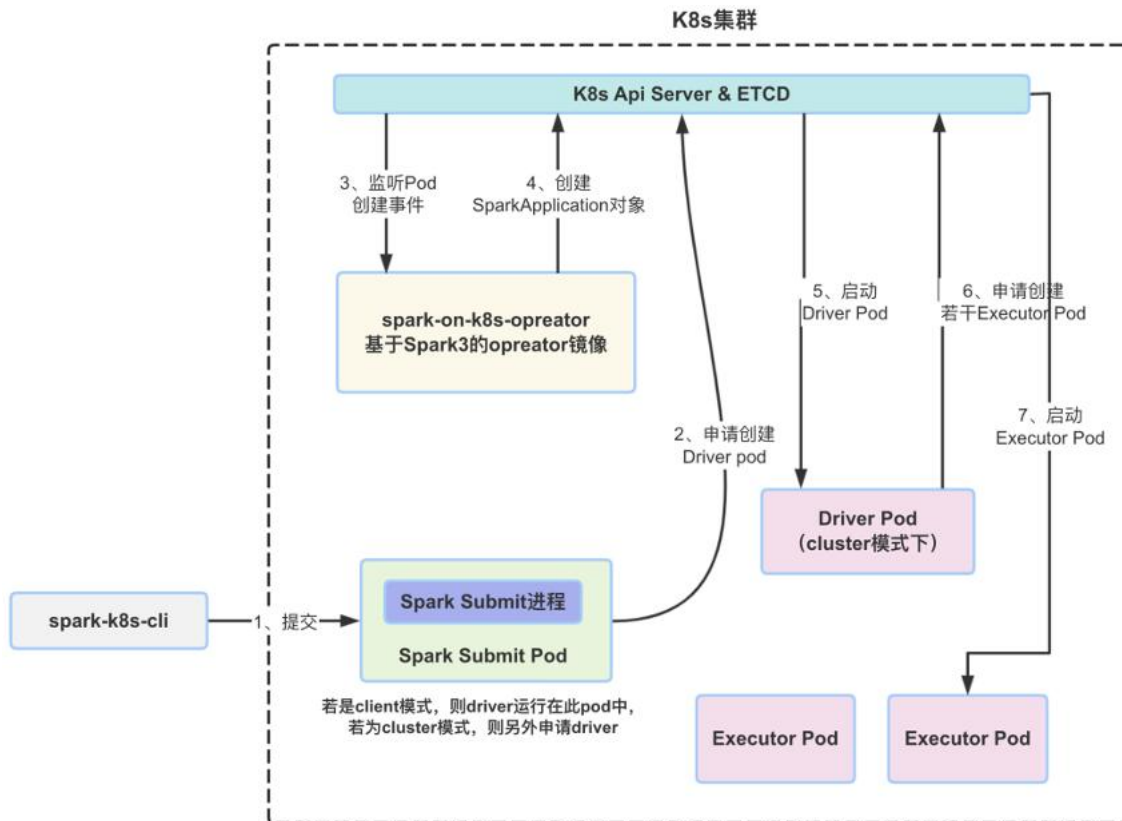 K8s集群
K8s Api Server & ETCD
3、监听Pod
创建事件
4、创建
SparkApplication对象
5、启动
Driver Pod
6、申请创建
若干Executor Pod
spark-on-k8s-opreator
基于Spark3的opreator镜像
7、启动
Executor Pod
2、申请创建
Driver pod
Driver Pod
（cluster模式下）
spark-k8s-cli
1、提交
Spark Submit进程
Spark Submit Pod
若是client模式，则driver运行在此pod中，
若为cluster模式，则另外申请driver
Executor Pod
Executor Pod